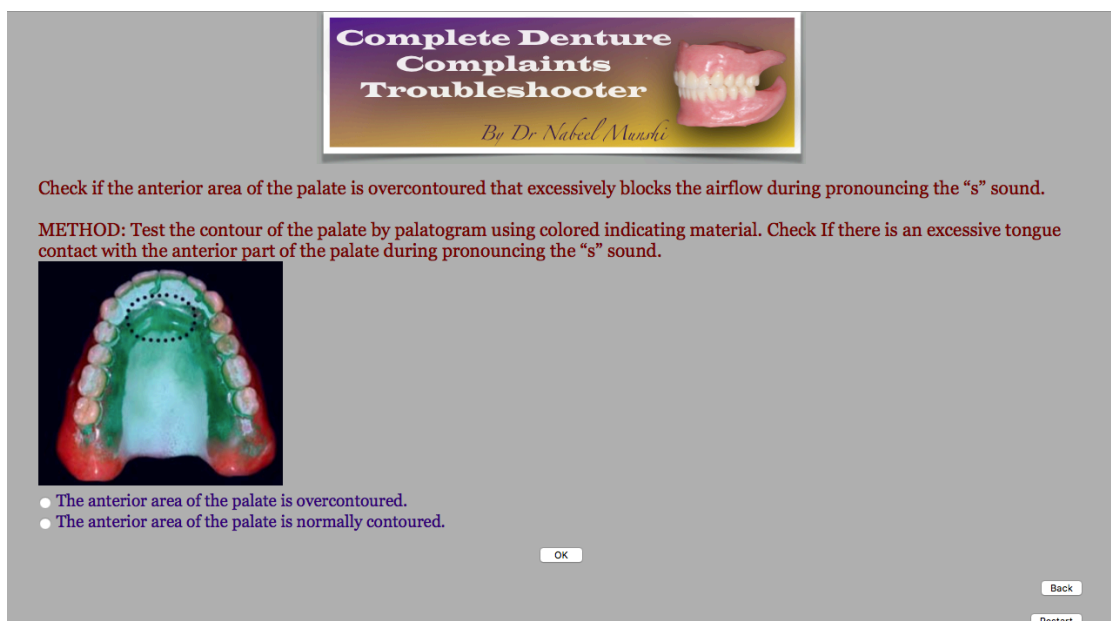 Complete Denture
Complaints
Troubleshooter
By Dr Nabeel Munshi
Check if the anterior area of the palate is overcontoured that excessively blocks the airflow during pronouncing the “s” sound.
METHOD: Test the contour of the palate by palatogram using colored indicating material. Check If there is an excessive tongue
contact with the anterior part of the palate during pronouncing the “s” sound.
The anterior area of the palate is overcontoured.
The anterior area of the palate is normally contoured.
OK
Back
Restart